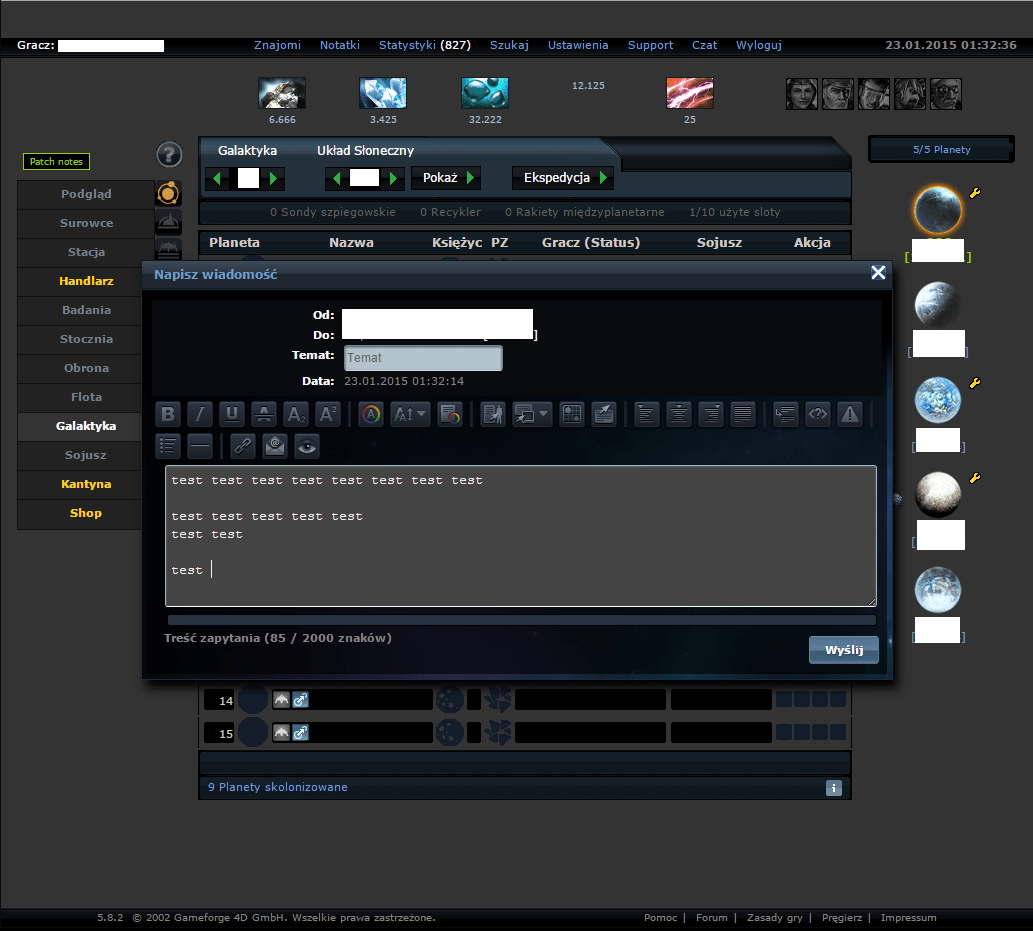 Gracz:
Znajomi Notatki Statystyki (827) Szukaj Ustawienia Support Czat Wyloguj
23.01.2015 01:32:36
6.666 3.425 32.222 12.125 25
Patch notes
?
Podgląd
Surowce
Stacja
Handlarz
Badania
Stocznia
Obrona
Flota
Galaktyka
Sojusz
Kantyna
Shop
Galaktyka Układ Słoneczny
Pokaż Ekspedycja
0 Sondy szpiegowskie 0 Recykler 0 Rakiety międzyplanetarne 1/10 użyte sloty
Planeta Nazwa Księżyc PZ Gracz (Status) Sojusz Akcja
5/5 Planety
[ ]
[ ]
[ ]
[
[ ]
Napisz wiadomość
Od:
Do: ]
Temat: Temat
Data: 23.01.2015 01:32:14
B I U A A2 A2 A A
<?>
test test test test test test test test
test test test test test
test test
test
Treść zapytania (85 / 2000 znaków)
Wyślij
14
15
9 Planety skolonizowane
i
5.8.2 © 2002 Gameforge 4D GmbH. Wszelkie prawa zastrzeżone.
Pomoc | Forum | Zasady gry | Pręgierz | Impressum